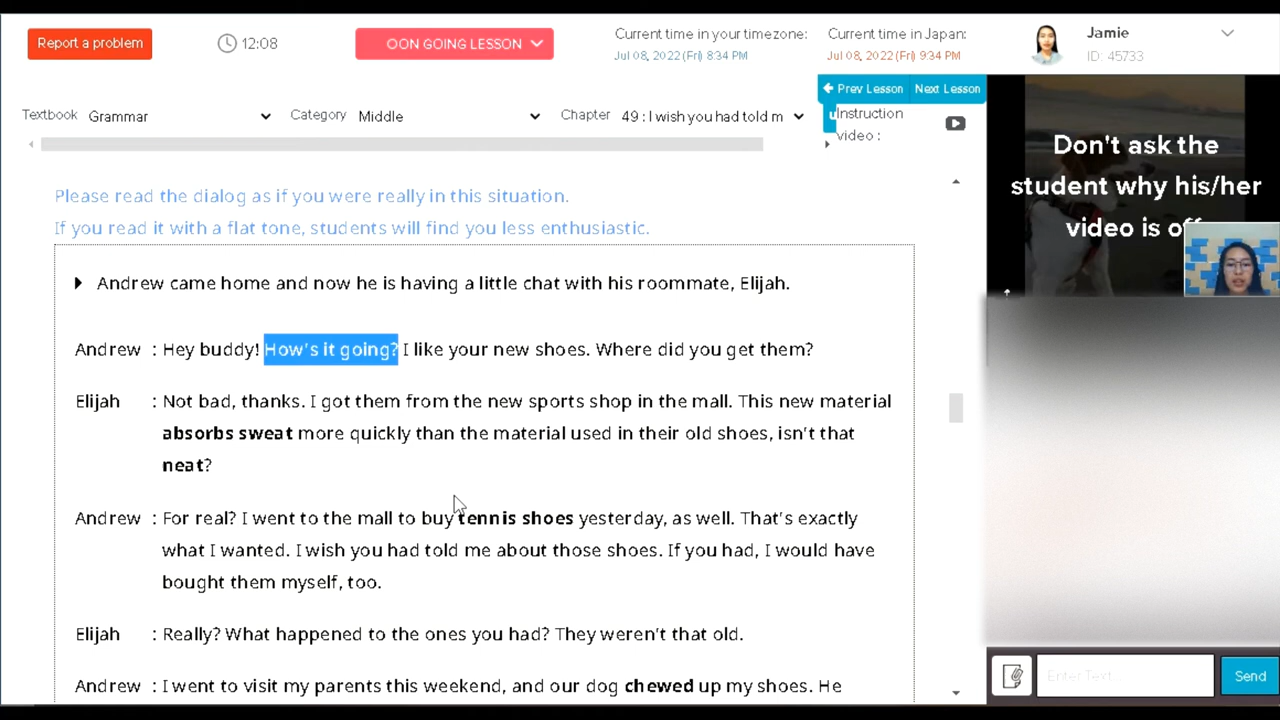 Report a problem
12:08
OON GOING LESSON
Current time in your timezone:
Jul 08, 2022 (Fri) 8:34 PM
Current time in Japan:
Jul 08, 2022 (Fri) 9:34 PM
Jamie
ID: 45733
Prev Lesson Next Lesson
Textbook Grammar
Category Middle
Chapter 49 : I wish you had told m
Instruction
video :
Don't ask the
student why his/her
video is
Please read the dialog as if you were really in this situation.
If you read it with a flat tone, students will find you less enthusiastic.
Andrew came home and now he is having a little chat with his roommate, Elijah.
Andrew : Hey buddy! How's it going? I like your new shoes. Where did you get them?
Elijah : Not bad, thanks. I got them from the new sports shop in the mall. This new material
absorbs sweat more quickly than the material used in their old shoes, isn't that
neat?
Andrew : For real? I went to the mall to buy tennis shoes yesterday, as well. That's exactly
what I wanted. I wish you had told me about those shoes. If you had, I would have
bought them myself, too.
Elijah : Really? What happened to the ones you had? They weren't that old.
Andrew : I went to visit my parents this weekend, and our dog chewed up my shoes. He
Enter Text
Send